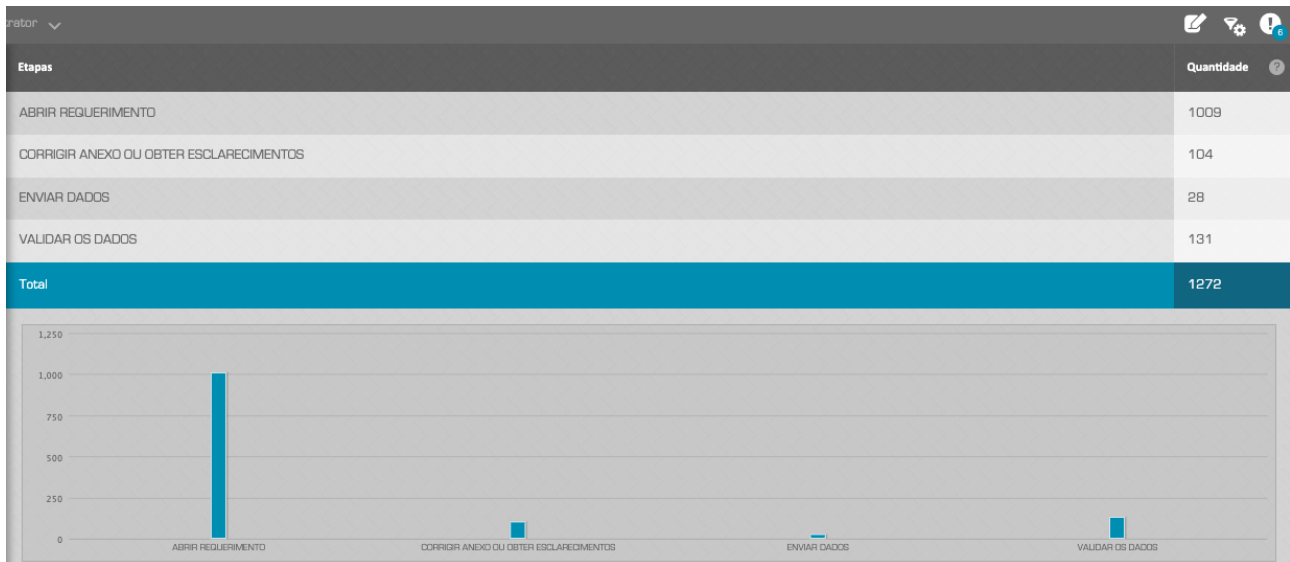 rator
6
Etapas Quantidade ?
ABRIR REQUERIMENTO 1009
CORRIGIR ANEXO OU OBTER ESCLARECIMENTOS 104
ENVIAR DADOS 28
VALIDAR OS DADOS 131
Total 1272
1,250
1,000
750
500
250
0
ABRIR REQUERIMENTO CORRIGIR ANEXO OU OBTER ESCLARECIMENTOS ENVIAR DADOS VALIDAR OS DADOS